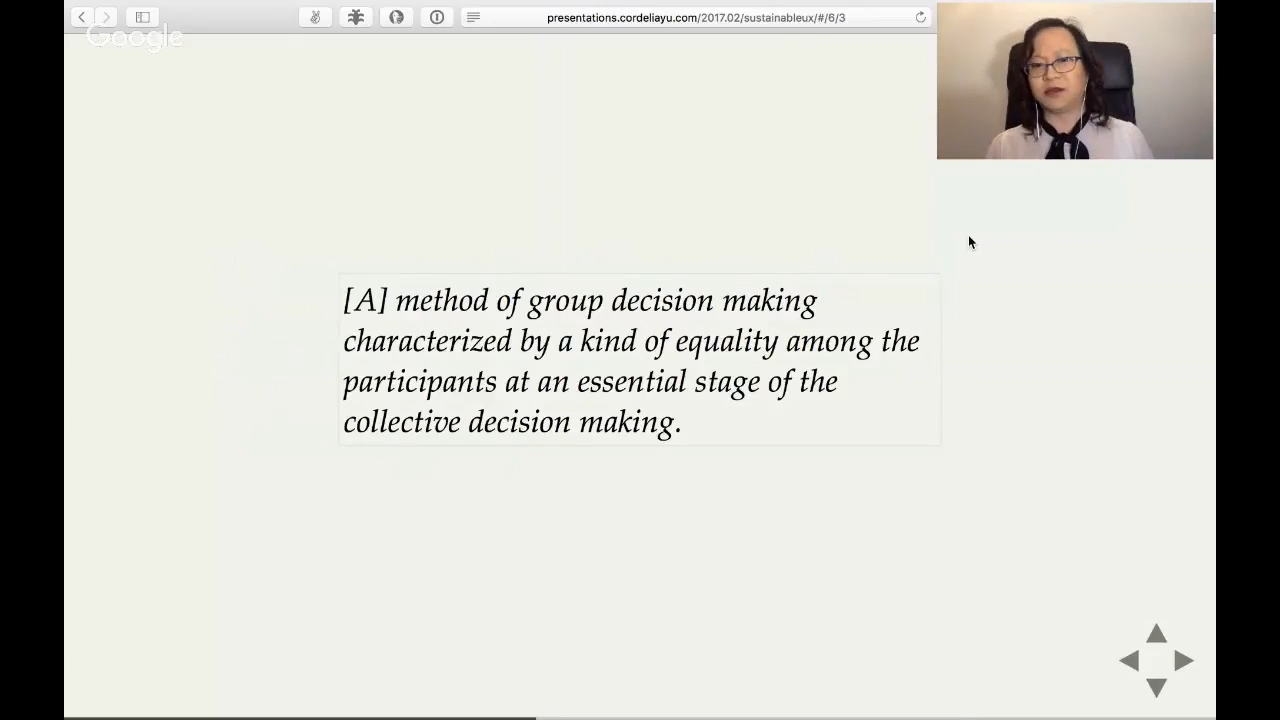 presentations.cordeliayu.com/2017.02/sustainableux/#/6/3
Google
[A] method of group decision making
characterized by a kind of equality among the
participants at an essential stage of the
collective decision making.